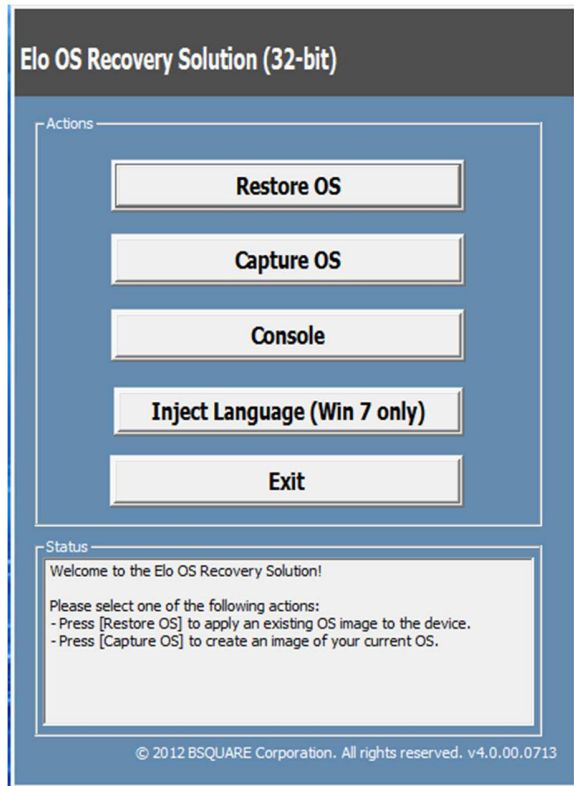 Elo OS Recovery Solution (32-bit)
Actions
Restore OS
Capture OS
Console
Inject Language (Win 7 only)
Exit
Status
Welcome to the Elo OS Recovery Solution!
Please select one of the following actions:
- Press [Restore OS] to apply an existing OS image to the device.
- Press [Capture OS] to create an image of your current OS.
© 2012 BSQUARE Corporation. All rights reserved. v4.0.00.0713